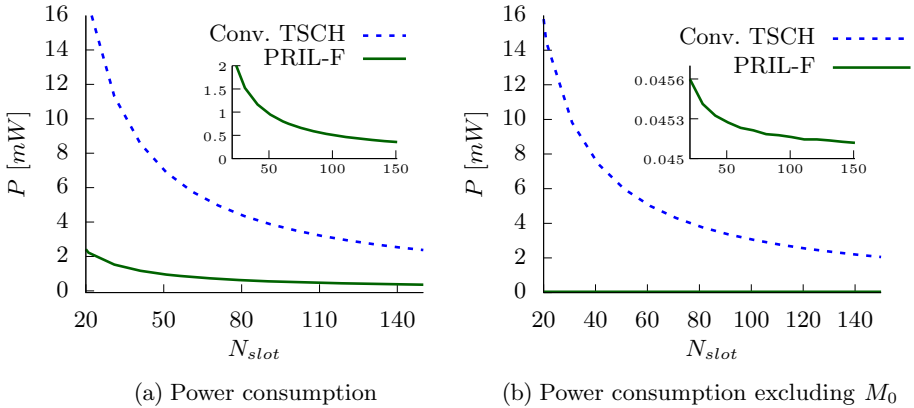 Conv. TSCH
PRIL-F
P [mW]
16
14
12
10
8
6
4
2
0
20 50 80 110 140
N_slot
2
1.5
1
0.5
0
50 100 150
(a) Power consumption
Conv. TSCH
PRIL-F
P [mW]
16
14
12
10
8
6
4
2
0
20 40 60 80 100 120 140
N_slot
0.0456
0.0453
0.045
50 100 150
(b) Power consumption excluding M_0